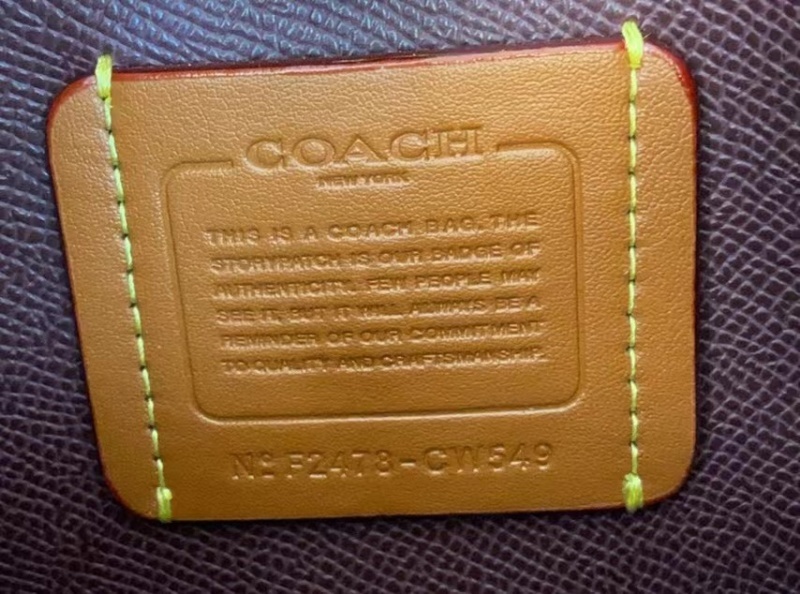 COACH
NEW YORK
THIS IS A COACH BAG. THE
STORYPATCH IS OUR BADGE OF
AUTHENTICITY. FEW PEOPLE MAY
SEE IT, BUT IT WILL ALWAYS BE A
REMINDER OF OUR COMMITMENT
TO QUALITY AND CRAFTSMANSHIP.
Nº F2478-CW549